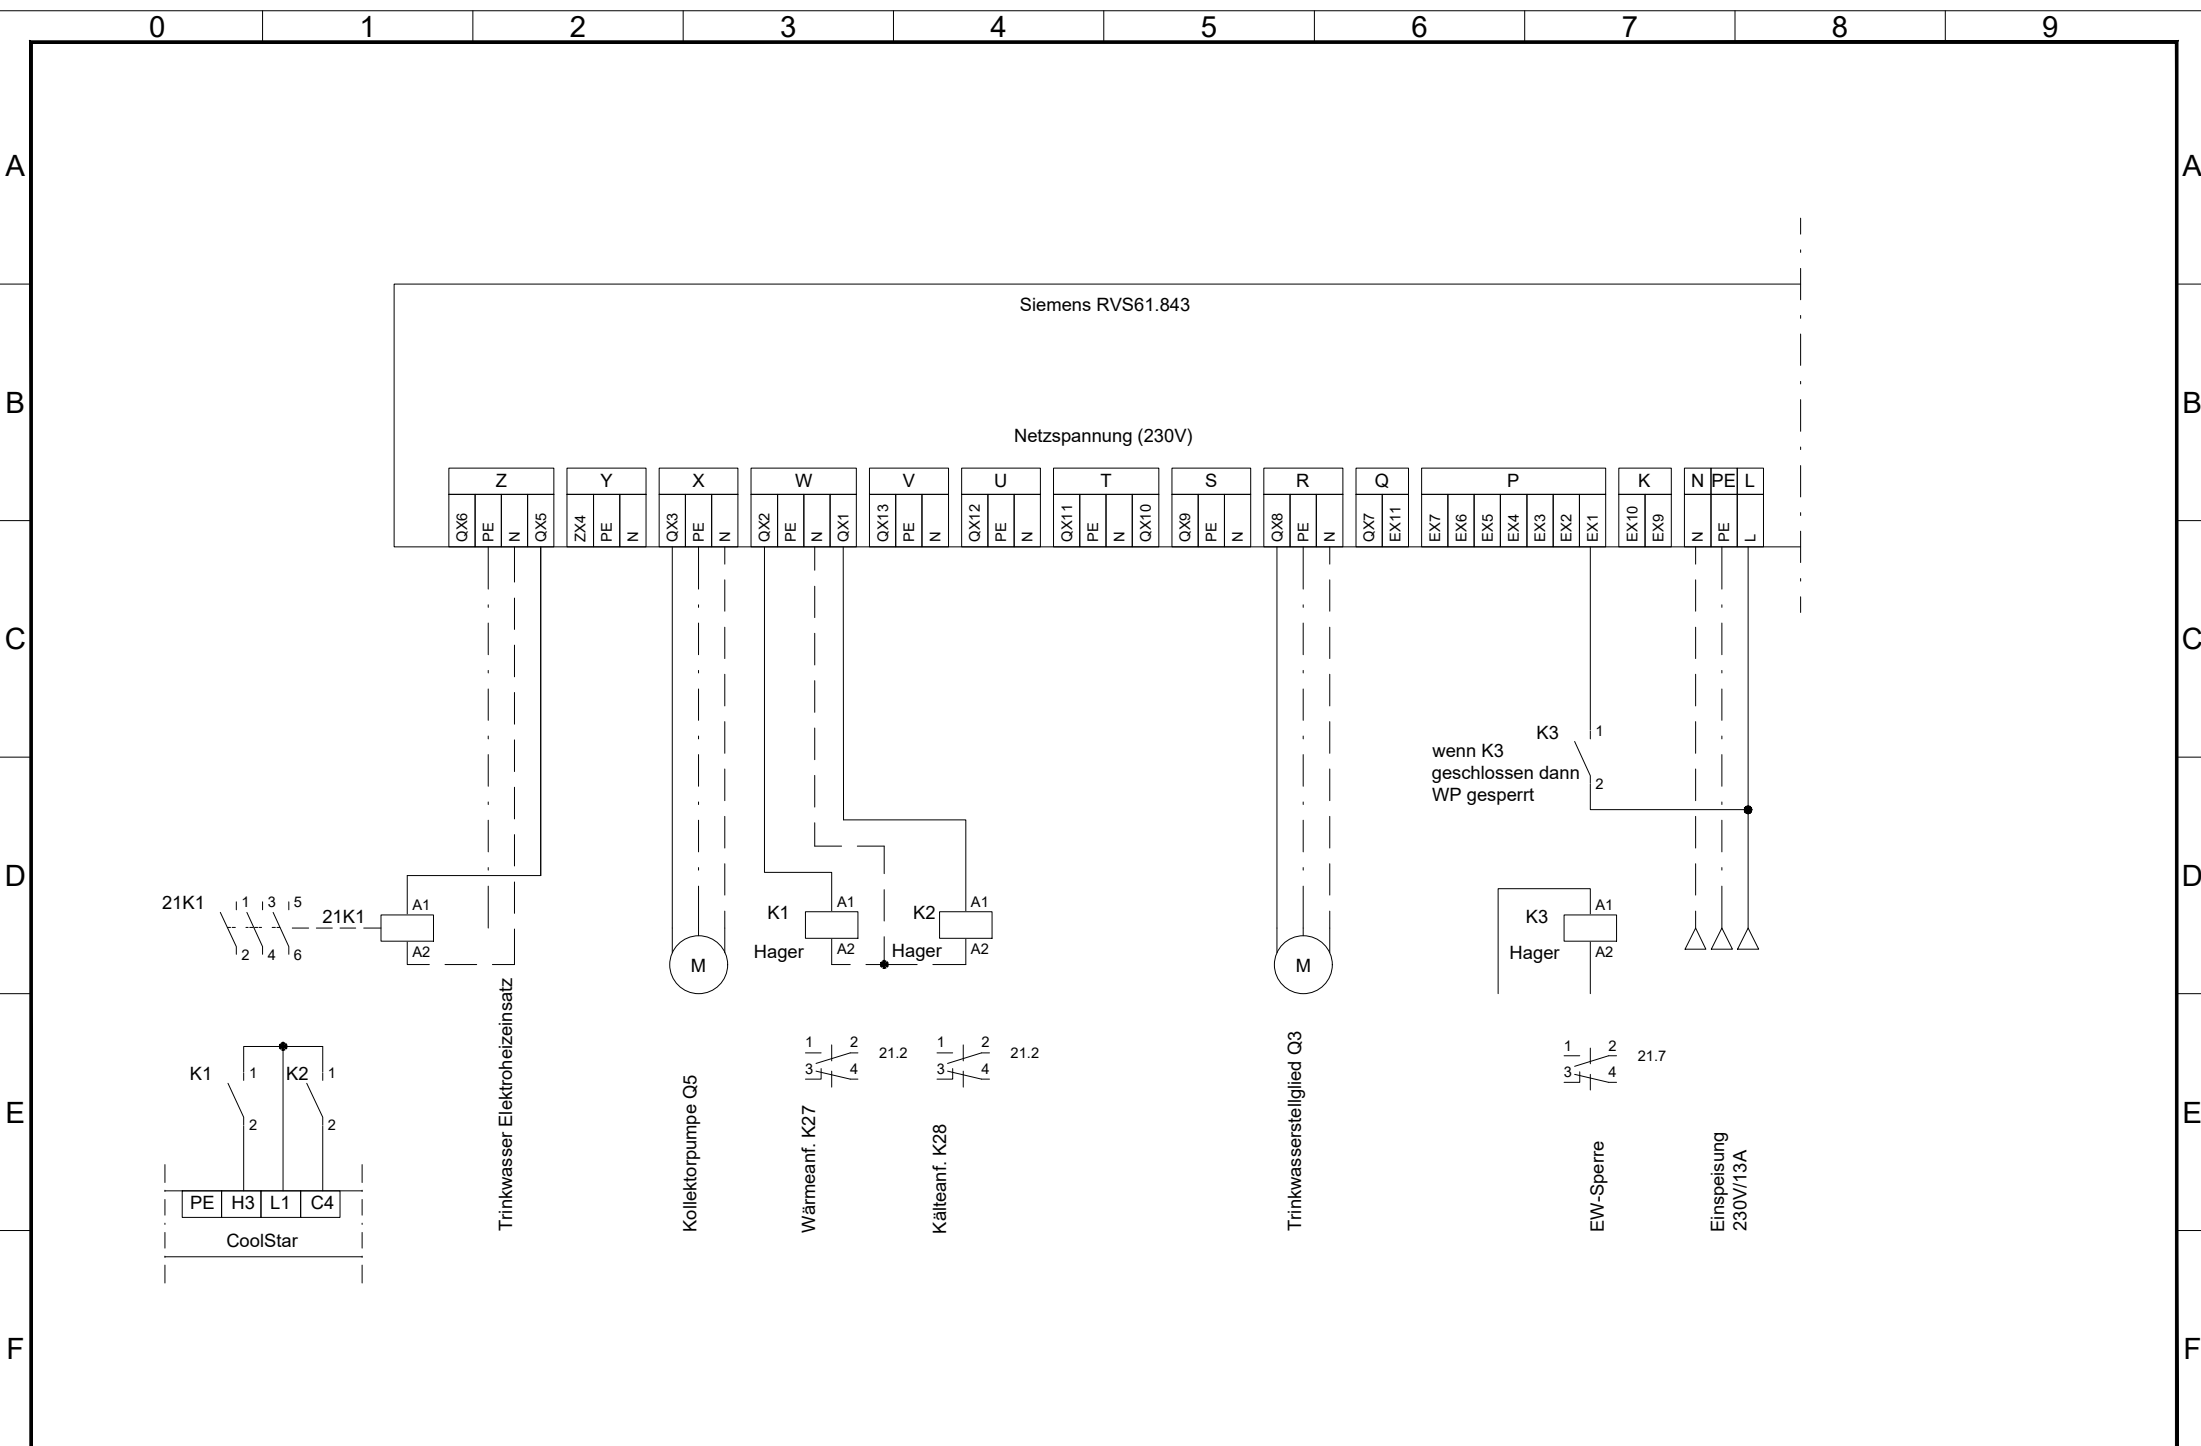 0 1 2 3 4 5 6 7 8 9
A A
Siemens RVS61.843
B B
Netzspannung (230V)
Z Y X W V U T S R Q P K N PE L
QX6 PE N QX5 ZX4 PE N QX3 PE N QX2 PE N QX1 QX13 PE N QX12 PE N QX11 PE N QX10 QX9 PE N QX8 PE N QX7 EX11 EX7 EX6 EX5 EX4 EX3 EX2 EX1 EX10 EX9 N PE L
C C
K3 1
wenn K3
geschlossen dann
WP gesperrt
2
D D
21K1 1 3 5 21K1 A1
2 4 6 A2
M
K1 A1
Hager A2
K2 A1
Hager A2
M
K3 A1
Hager A2
K1 1 K2 1
2 2
E E
PE H3 L1 C4
CoolStar
Trinkwasser Elektroheizeinsatz
Kollektorpumpe Q5
1 2 21.2
3 4
Wärmeanf. K27
1 2 21.2
3 4
Kälteanf. K28
Trinkwasserstellglied Q3
1 2 21.7
3 4
EW-Sperre
Einspeisung
230V/13A
F F